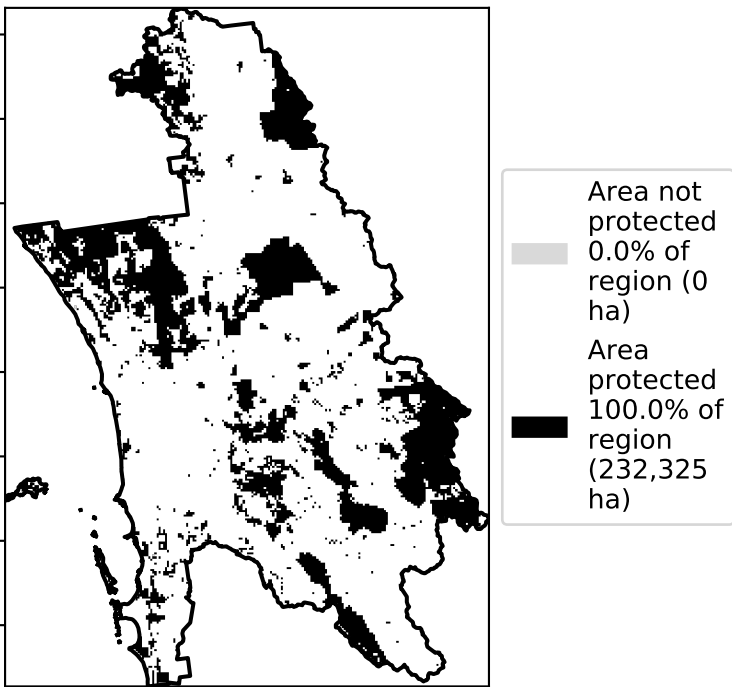 Area not
protected
0.0% of
region (0
ha)
Area
protected
100.0% of
region
(232,325
ha)